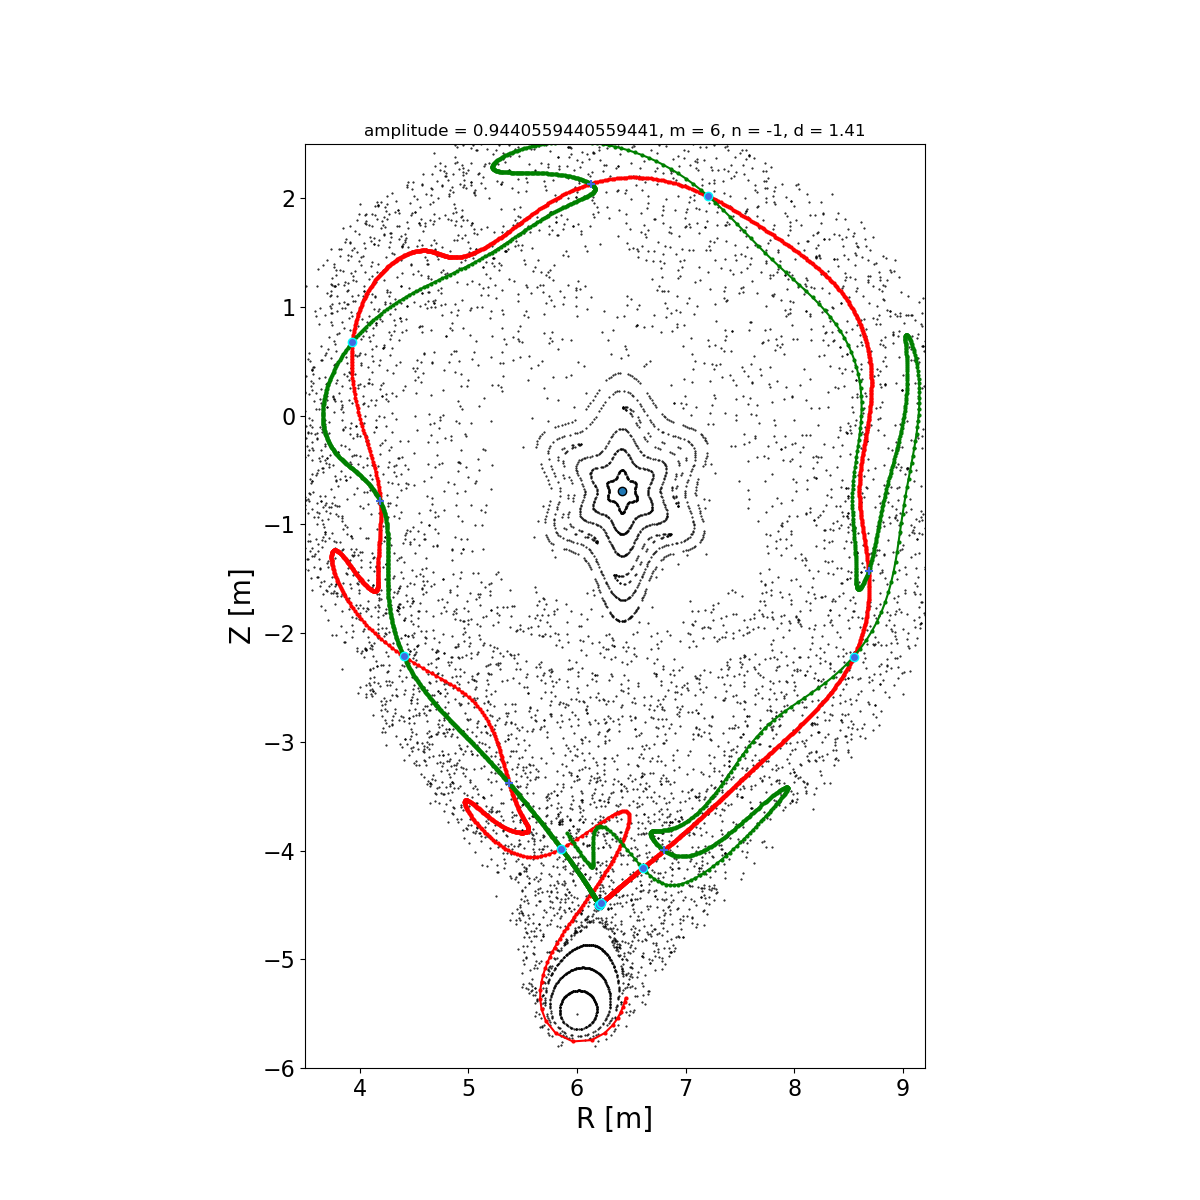 amplitude = 0.9440559440559441, m = 6, n = -1, d = 1.41
2
1
0
−1
−2
−3
−4
−5
−6
Z [m]
4 5 6 7 8 9
R [m]